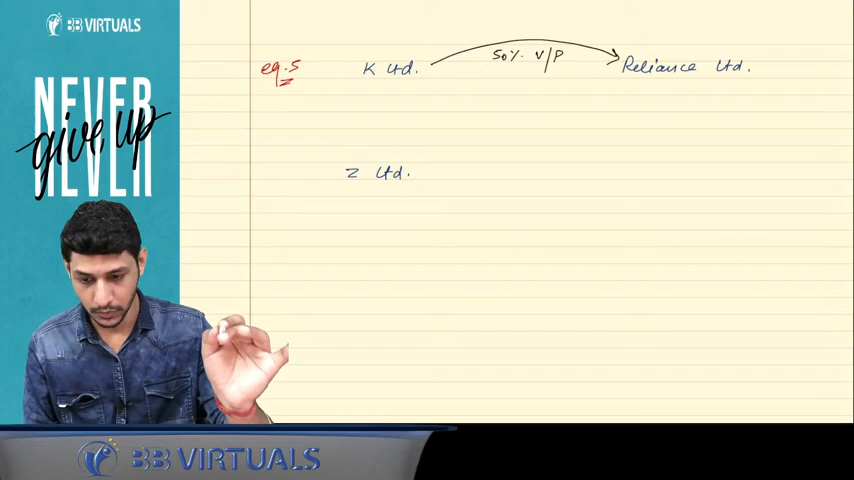 BB VIRTUALS
NEVER
give up
NEVER
eg.5
K Ltd.
50% V/P
Reliance Ltd.
Z Ltd.
BB VIRTUALS